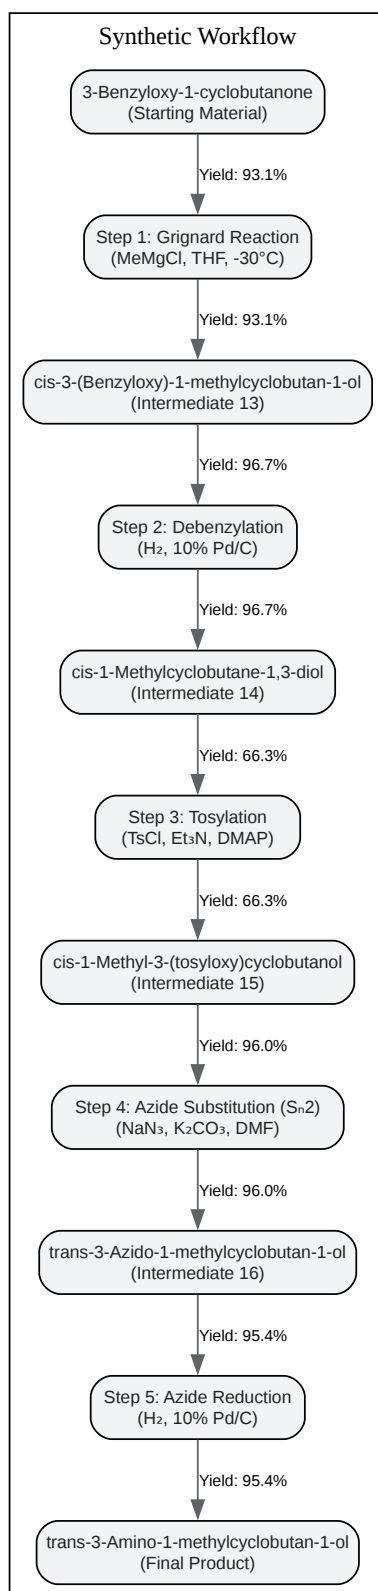 Synthetic Workflow
3-Benzyloxy-1-cyclobutanone
(Starting Material)
Yield: 93.1%
Step 1: Grignard Reaction
(MeMgCl, THF, -30°C)
Yield: 93.1%
cis-3-(Benzyloxy)-1-methylcyclobutan-1-ol
(Intermediate 13)
Yield: 96.7%
Step 2: Debenzylation
(H₂, 10% Pd/C)
Yield: 96.7%
cis-1-Methylcyclobutane-1,3-diol
(Intermediate 14)
Yield: 66.3%
Step 3: Tosylation
(TsCl, Et₃N, DMAP)
Yield: 66.3%
cis-1-Methyl-3-(tosyloxy)cyclobutanol
(Intermediate 15)
Yield: 96.0%
Step 4: Azide Substitution (Sₙ2)
(NaN₃, K₂CO₃, DMF)
Yield: 96.0%
trans-3-Azido-1-methylcyclobutan-1-ol
(Intermediate 16)
Yield: 95.4%
Step 5: Azide Reduction
(H₂, 10% Pd/C)
Yield: 95.4%
trans-3-Amino-1-methylcyclobutan-1-ol
(Final Product)